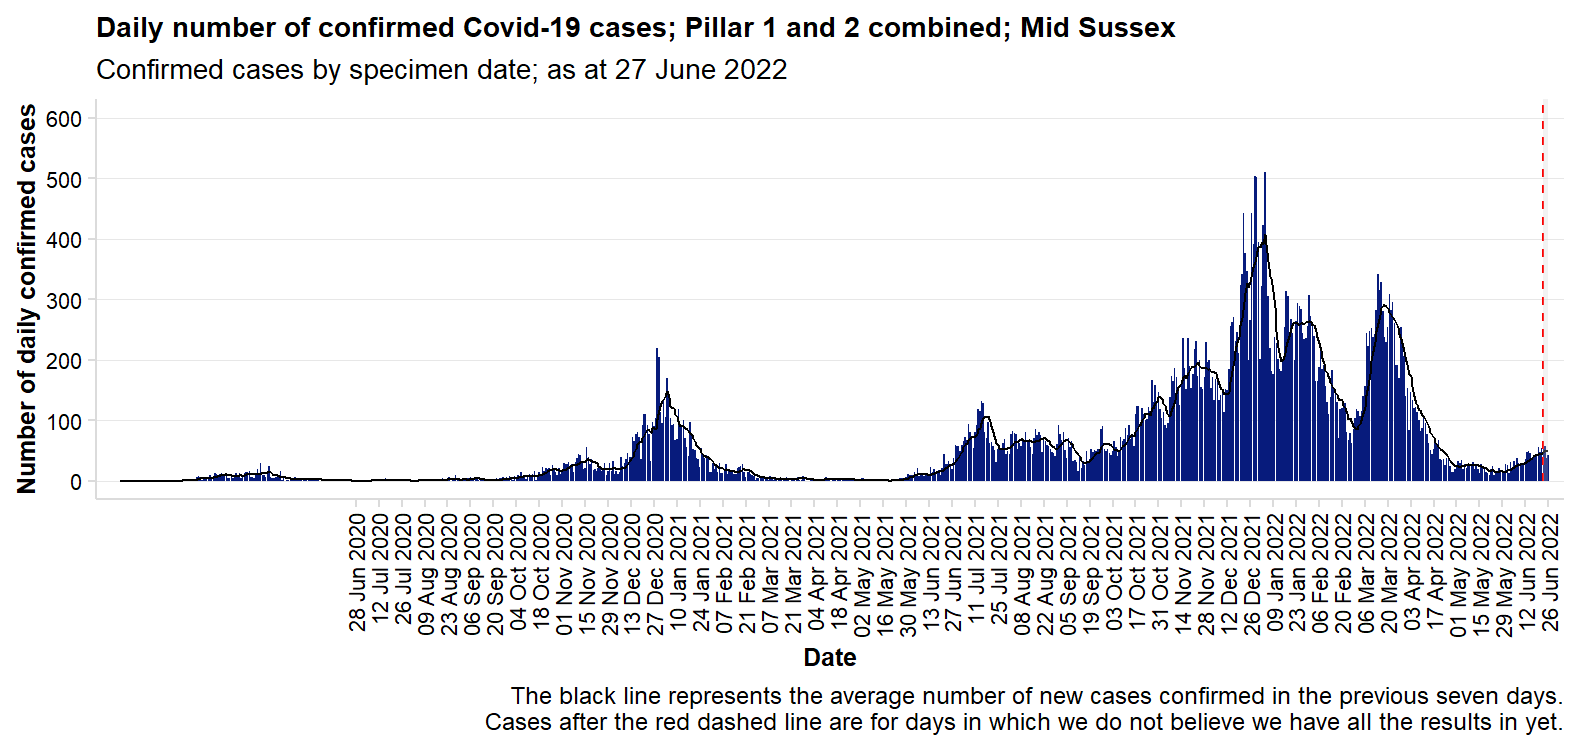 Daily number of confirmed Covid-19 cases; Pillar 1 and 2 combined; Mid Sussex
Confirmed cases by specimen date; as at 27 June 2022
Number of daily confirmed cases
600
500
400
300
200
100
0
28 Jun 2020
12 Jul 2020
26 Jul 2020
09 Aug 2020
23 Aug 2020
06 Sep 2020
20 Sep 2020
04 Oct 2020
18 Oct 2020
01 Nov 2020
15 Nov 2020
29 Nov 2020
13 Dec 2020
27 Dec 2020
10 Jan 2021
24 Jan 2021
07 Feb 2021
21 Feb 2021
07 Mar 2021
21 Mar 2021
04 Apr 2021
18 Apr 2021
02 May 2021
16 May 2021
30 May 2021
13 Jun 2021
27 Jun 2021
11 Jul 2021
25 Jul 2021
08 Aug 2021
22 Aug 2021
05 Sep 2021
19 Sep 2021
03 Oct 2021
17 Oct 2021
31 Oct 2021
14 Nov 2021
28 Nov 2021
12 Dec 2021
26 Dec 2021
09 Jan 2022
23 Jan 2022
06 Feb 2022
20 Feb 2022
06 Mar 2022
20 Mar 2022
03 Apr 2022
17 Apr 2022
01 May 2022
15 May 2022
29 May 2022
12 Jun 2022
26 Jun 2022
Date
The black line represents the average number of new cases confirmed in the previous seven days.
Cases after the red dashed line are for days in which we do not believe we have all the results in yet.